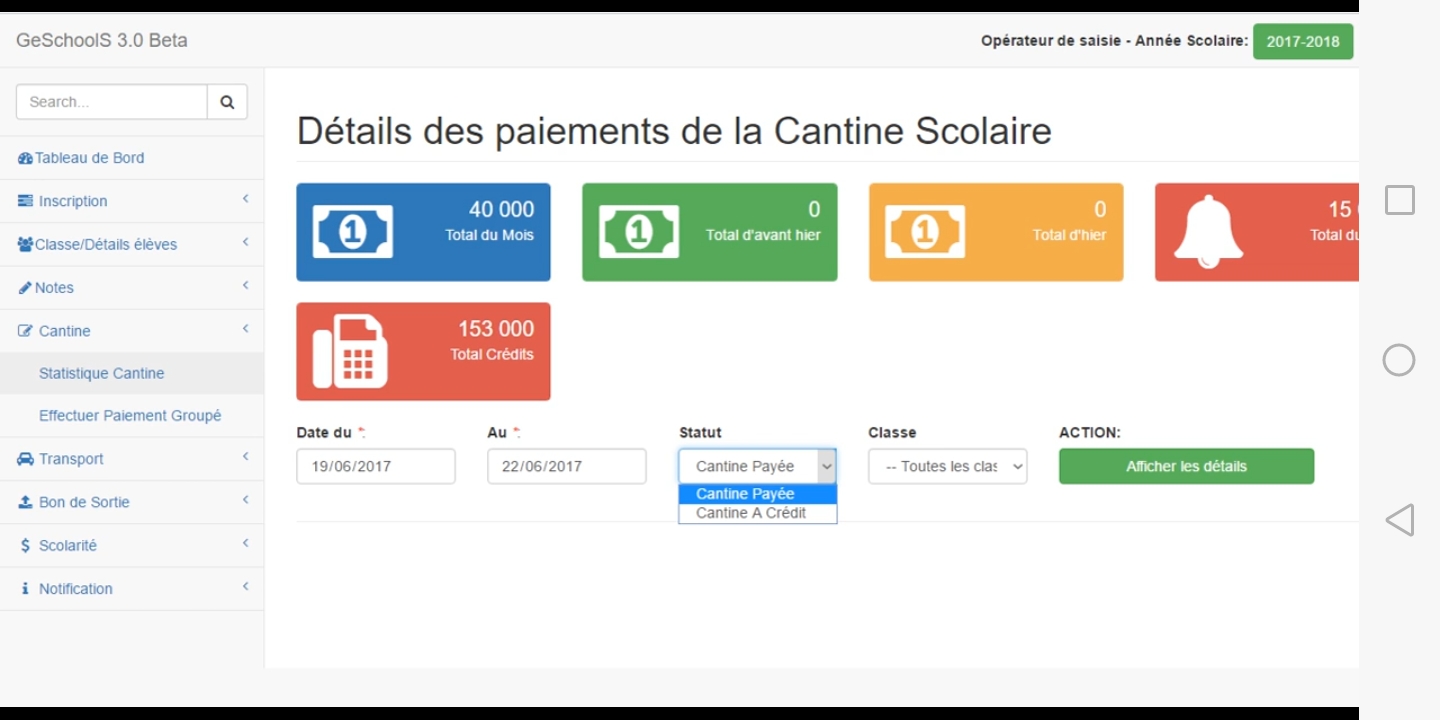 GeSchoolS 3.0 Beta
Opérateur de saisie - Année Scolaire: 2017-2018
Search...
Tableau de Bord
Inscription
Classe/Détails élèves
Notes
Cantine
Statistique Cantine
Effectuer Paiement Groupé
Transport
Bon de Sortie
Scolarité
Notification
Détails des paiements de la Cantine Scolaire
40 000
Total du Mois
0
Total d'avant hier
0
Total d'hier
15
Total du
153 000
Total Crédits
Date du *:
Au *:
Statut
Classe
ACTION:
19/06/2017
22/06/2017
Cantine Payée
-- Toutes les clas
Afficher les détails
Cantine Payée
Cantine A Crédit